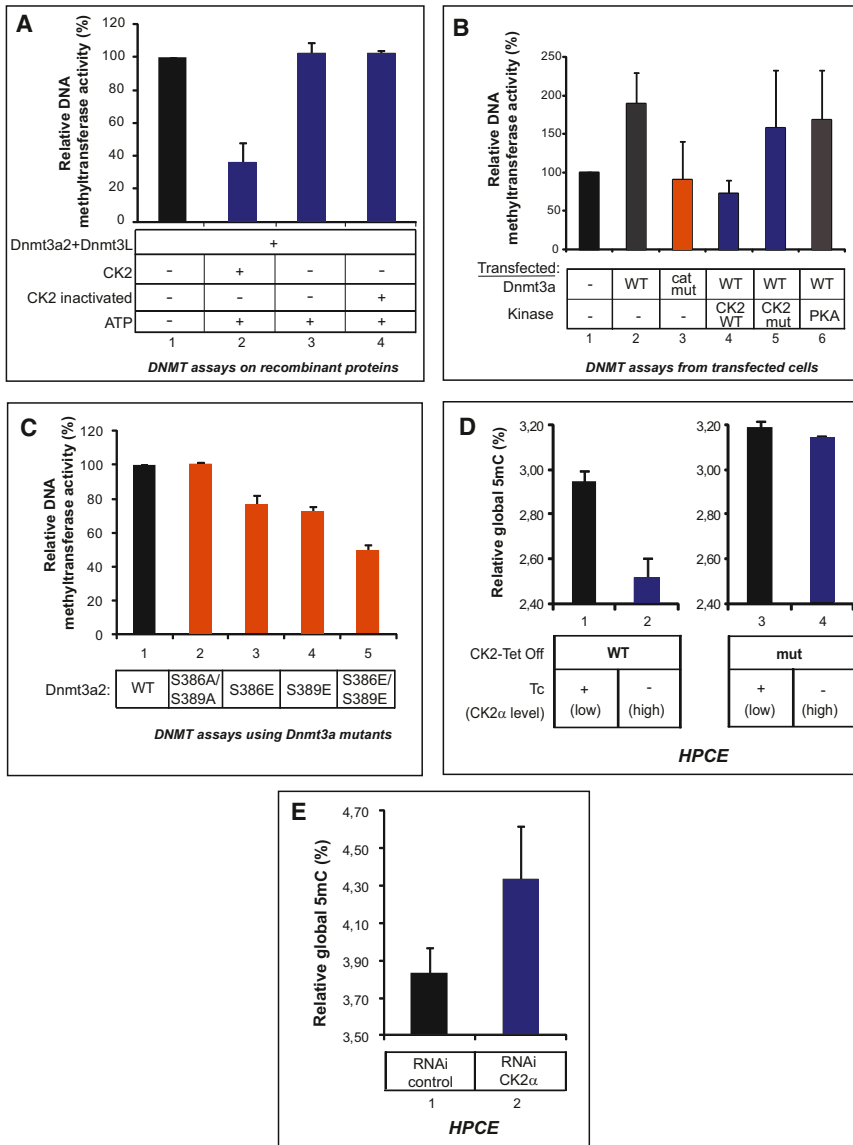 A
Relative DNA
methyltransferase activity (%)
120
100
80
60
40
20
0
Dnmt3a2+Dnmt3L +
CK2 - + - -
CK2 inactivated - - - +
ATP - + + +
1 2 3 4
DNMT assays on recombinant proteins
B
Relative DNA
methyltransferase activity (%)
250
200
150
100
50
0
Transfected:
Dnmt3a - WT cat mut WT WT WT
Kinase - - - CK2 WT CK2 mut PKA
1 2 3 4 5 6
DNMT assays from transfected cells
C
Relative DNA
methyltransferase activity (%)
120
100
80
60
40
20
0
1 2 3 4 5
Dnmt3a2: WT S386A/S389A S386E S389E S386E/S389E
DNMT assays using Dnmt3a mutants
D
Relative global 5mC (%)
3,20
3,00
2,80
2,60
2,40
1 2
3,20
3,00
2,80
2,60
2,40
3 4
CK2-Tet Off WT mut
Tc + - + -
(CK2α level) (low) (high) (low) (high)
HPCE
E
Relative global 5mC (%)
4,70
4,50
4,30
4,10
3,90
3,70
3,50
RNAi control RNAi CK2α
1 2
HPCE